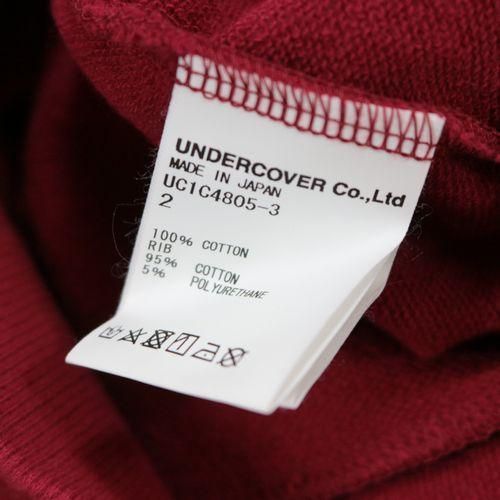 UNDERCOVER Co.,Ltd
MADE IN JAPAN
UC1C4805-3
2
100% COTTON
RIB
95% COTTON
5% POLYURETHANE